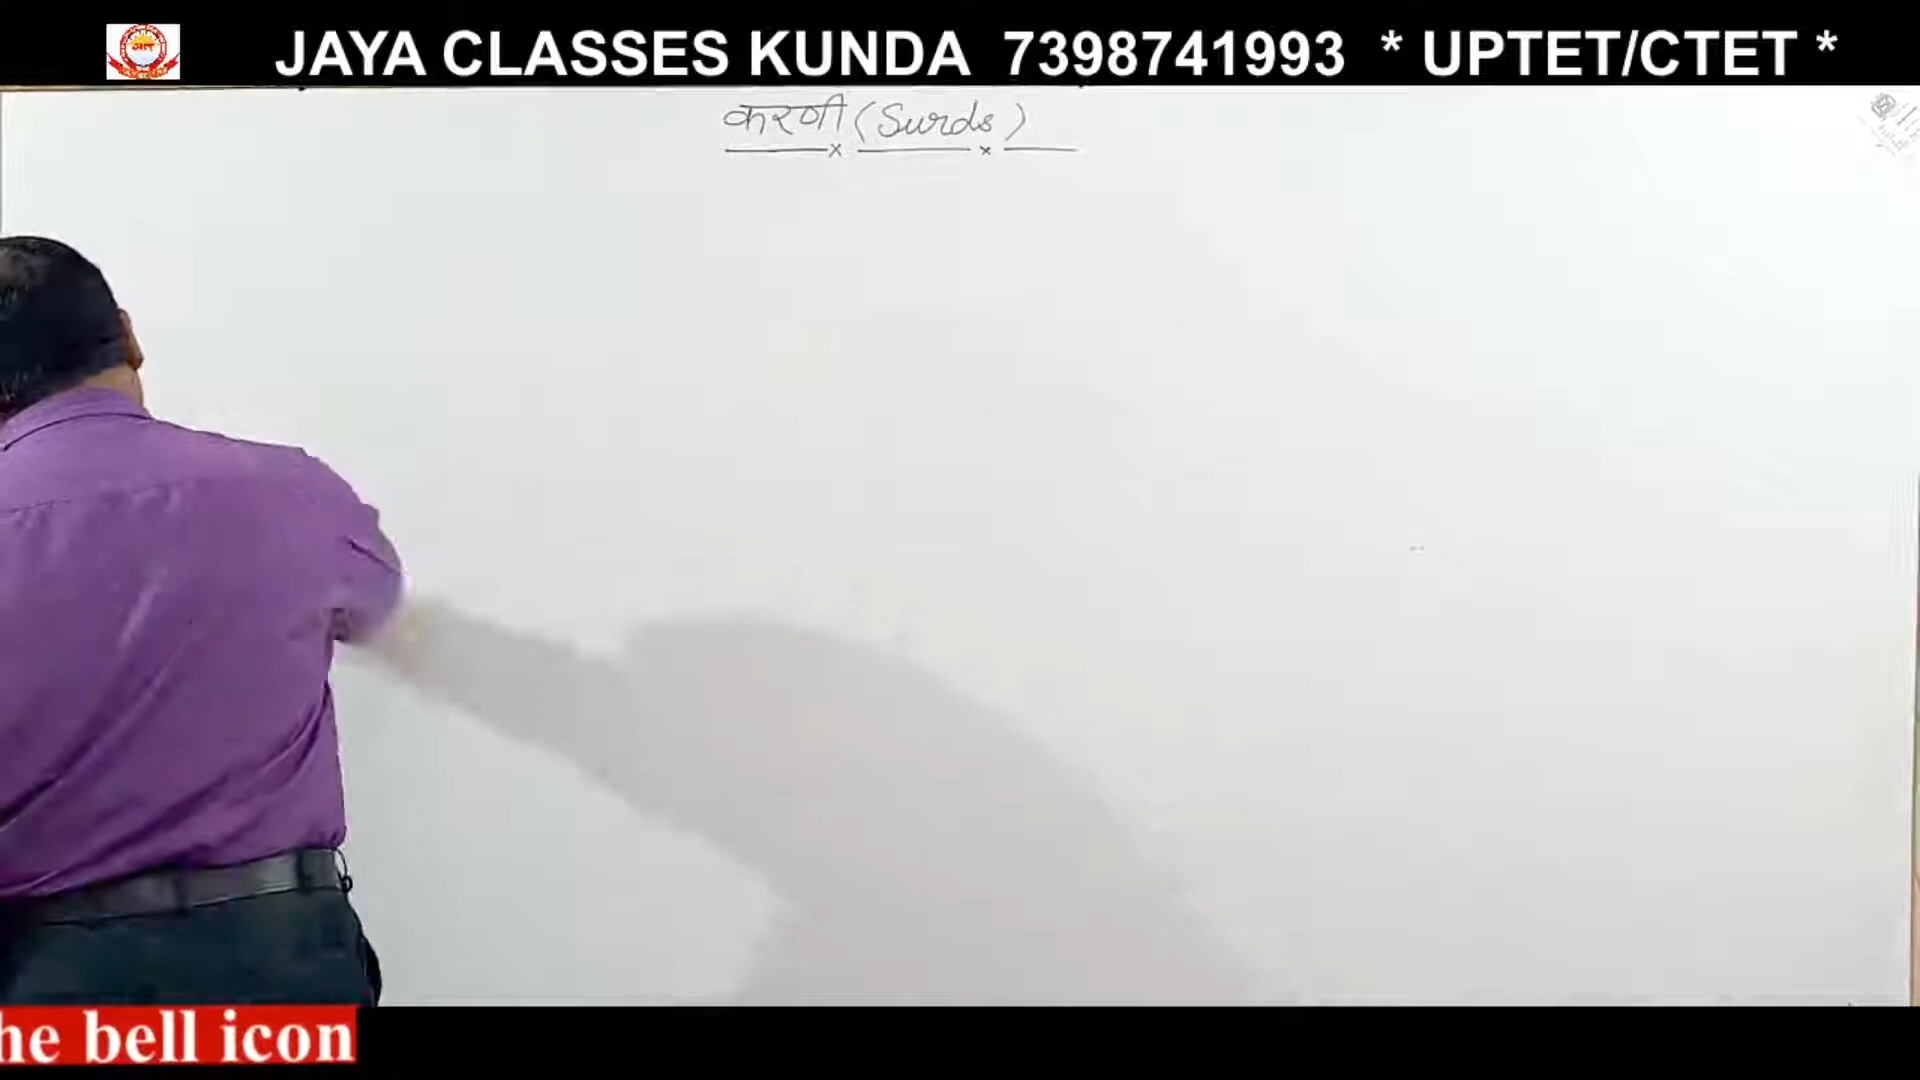 JAYA CLASSES KUNDA 7398741993 * UPTET/CTET *
करणी (Surds)
he bell icon